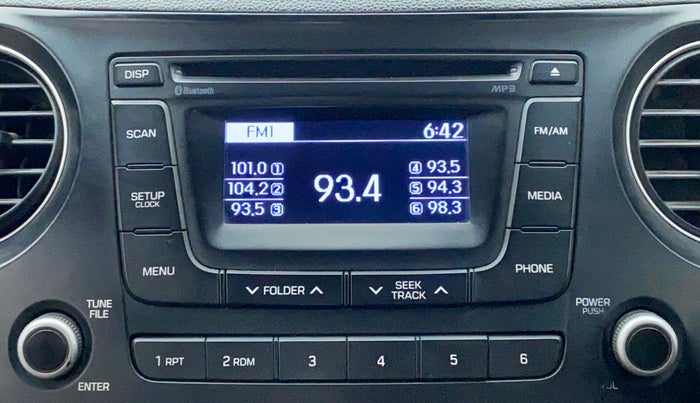 DISP
Bluetooth
MP3
SCAN
FM1 6:42
FM/AM
101.0 1 4 93.5
104.2 2 93.4 5 94.3
93.5 3 6 98.3
SETUP
CLOCK
MEDIA
MENU
FOLDER
SEEK
TRACK
PHONE
TUNE
FILE
POWER
PUSH
1 RPT
2 RDM
3
4
5
6
ENTER
VOL